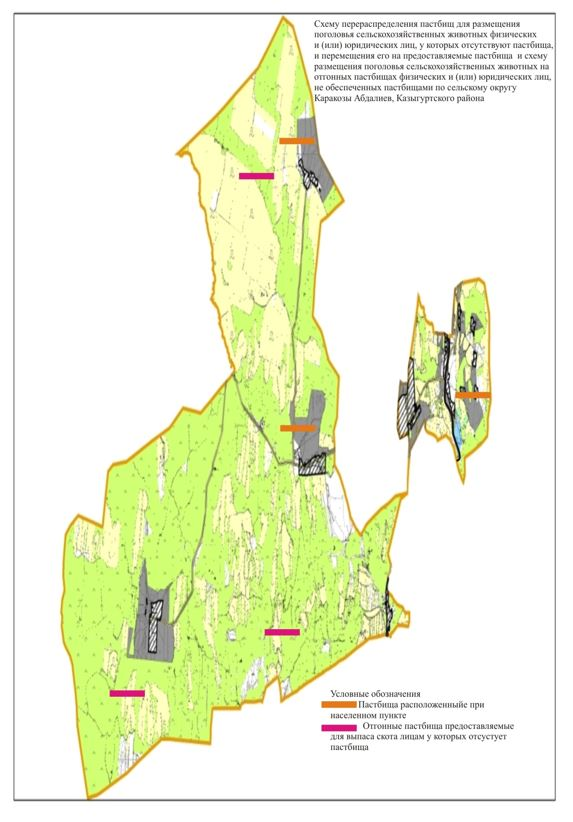 Схему перераспределения пастбищ для размещения
поголовья сельскохозяйственных животных физических
и (или) юридических лиц, у которых отсутствуют пастбища,
и перемещения его на предоставляемые пастбища и схему
размещения поголовья сельскохозяйственных животных на
отгонных пастбищах физических и (или) юридических лиц,
не обеспеченных пастбищами по сельскому округу
Каракозы Абдалиев, Казыгуртского района
Условные обозначения
Пастбища расположенныйе при
населенном пункте
Отгонные пастбища предоставляемые
для выпаса скота лицам у которых отсустует
пастбища